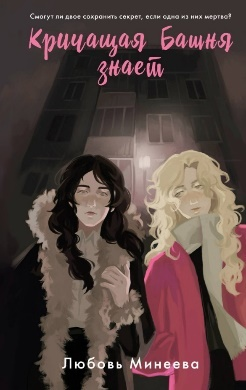 Смогут ли двое сохранить секрет, если одна из них мертва?
Кричащая Башня
знает
Любовь Минеева